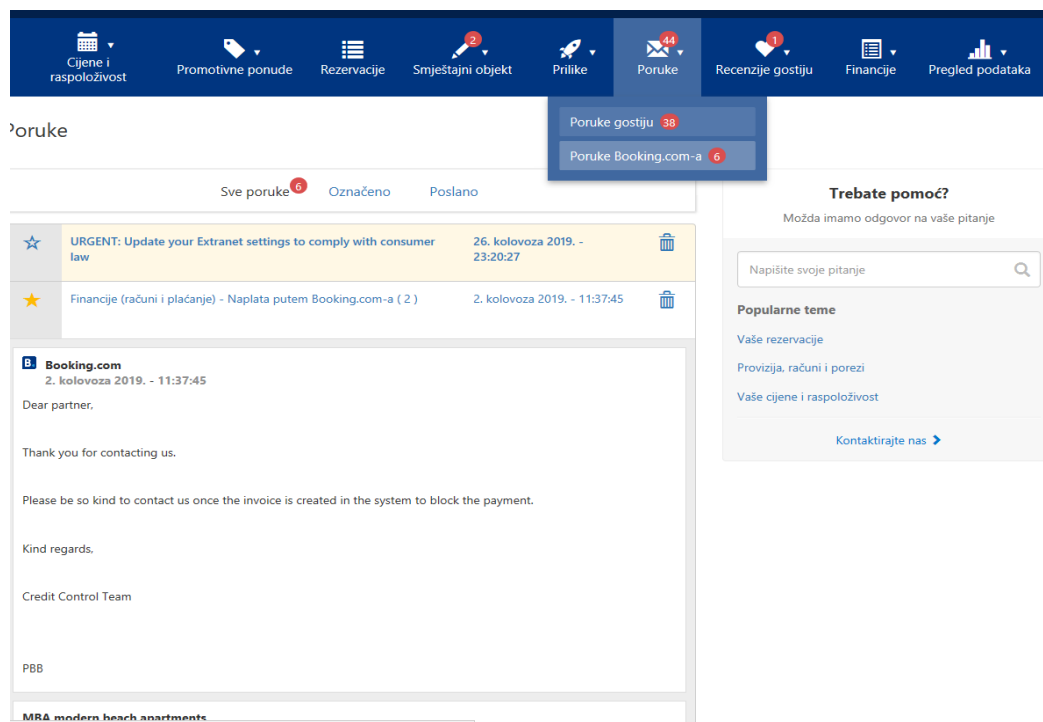 2
44
1
Cijene i
raspoloživost
Promotivne ponude
Rezervacije
Smještajni objekt
Prilike
Poruke
Recenzije gostiju
Financije
Pregled podataka
Poruke gostiju 38
Poruke Booking.com-a 6
Poruke
Sve poruke 6 Označeno Poslano
URGENT: Update your Extranet settings to comply with consumer
law
26. kolovoza 2019. -
23:20:27
Financije (računi i plaćanje) - Naplata putem Booking.com-a ( 2 )
2. kolovoza 2019. - 11:37:45
B. Booking.com
2. kolovoza 2019. - 11:37:45
Dear partner,
Thank you for contacting us.
Please be so kind to contact us once the invoice is created in the system to block the payment.
Kind regards,
Credit Control Team
PBB
MBA modern beach apartments
Trebate pomoć?
Možda imamo odgovor na vaše pitanje
Napišite svoje pitanje
Popularne teme
Vaše rezervacije
Provizija, računi i porezi
Vaše cijene i raspoloživost
Kontaktirajte nas